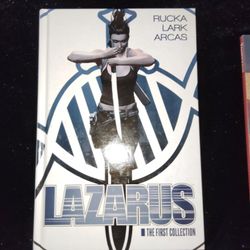 RUCKA
LARK
ARCAS
LAZARUS
THE FIRST COLLECTION